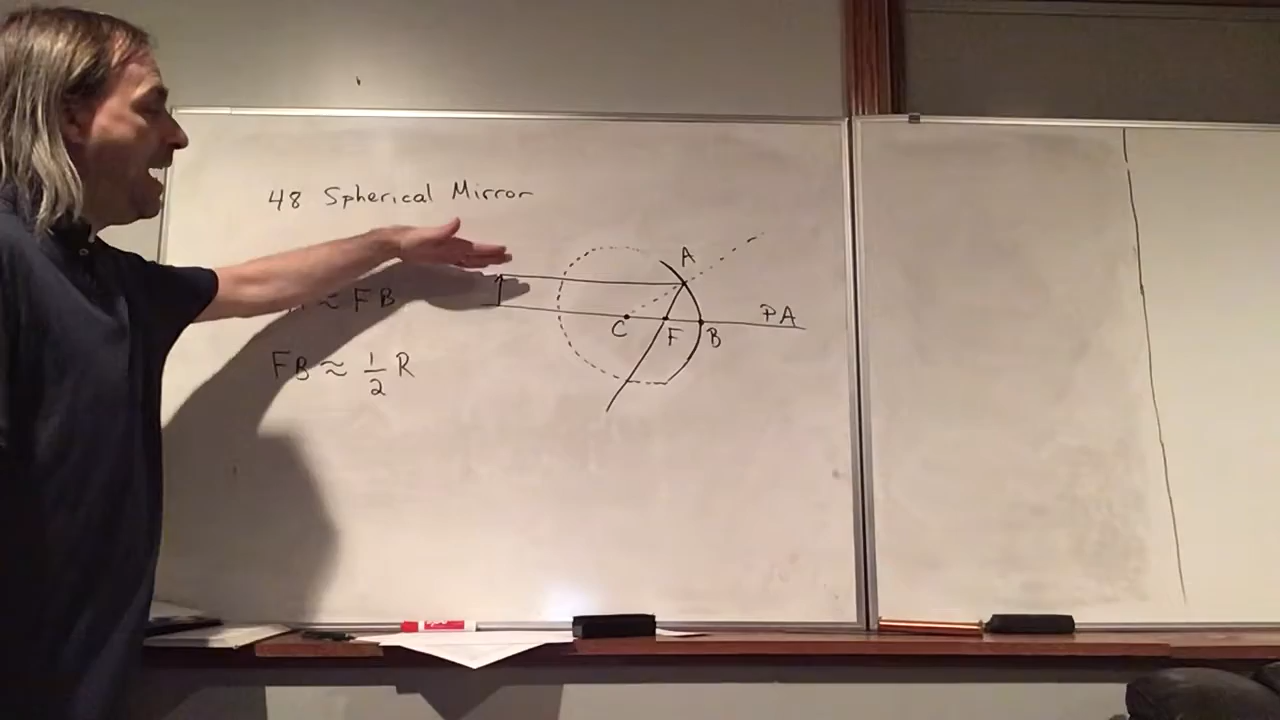 48 Spherical Mirror
≈ FB
FB ≈ 1/2 R
A
C
F
B
PA